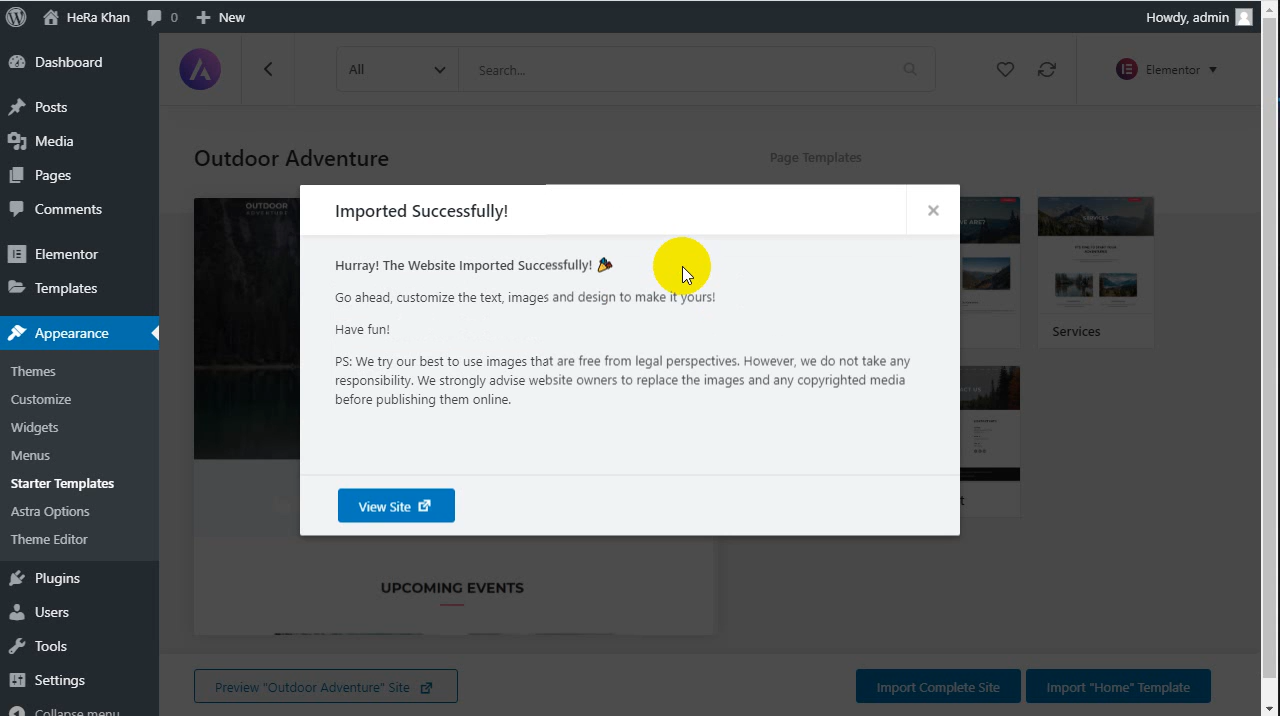 HeRa Khan 0 New Howdy, admin
Dashboard
Posts
Media
Pages
Comments
Elementor
Templates
Appearance
Themes
Customize
Widgets
Menus
Starter Templates
Astra Options
Theme Editor
Plugins
Users
Tools
Settings
Collapse menu
All Search... Elementor
Outdoor Adventure Page Templates
OUTDOOR
ADVENTURE
SERVICES
Services
Imported Successfully!
Hurray! The Website Imported Successfully!
Go ahead, customize the text, images and design to make it yours!
Have fun!
PS: We try our best to use images that are free from legal perspectives. However, we do not take any
responsibility. We strongly advise website owners to replace the images and any copyrighted media
before publishing them online.
View Site
UPCOMING EVENTS
Preview "Outdoor Adventure" Site Import Complete Site Import "Home" Template